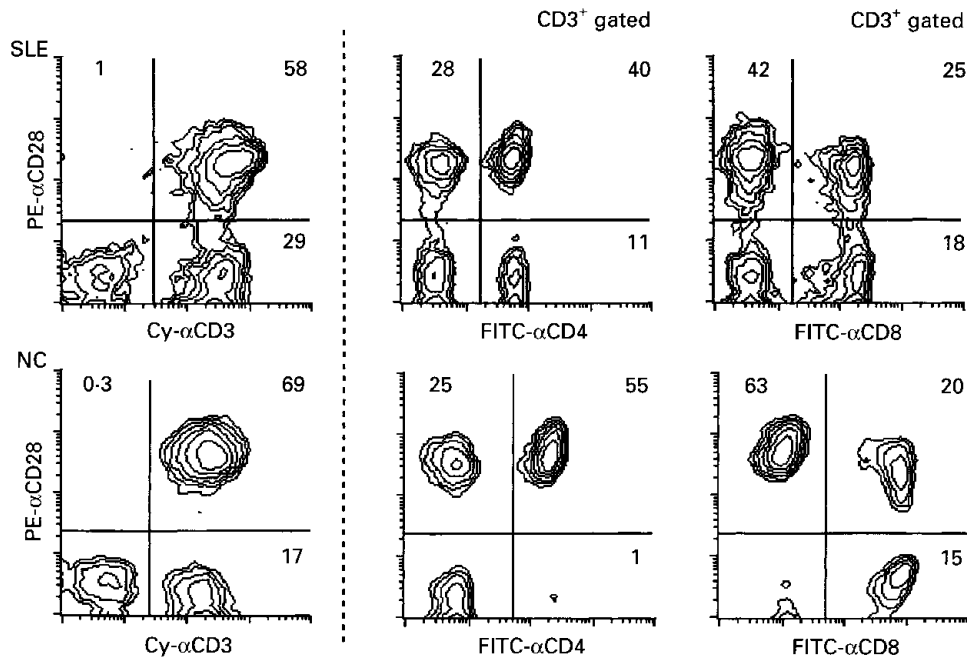 CD3⁺ gated
CD3⁺ gated
SLE
1
58
28
40
42
25
PE-αCD28
29
11
18
Cy-αCD3
FITC-αCD4
FITC-αCD8
NC
0·3
69
25
55
63
20
PE-αCD28
17
1
15
Cy-αCD3
FITC-αCD4
FITC-αCD8